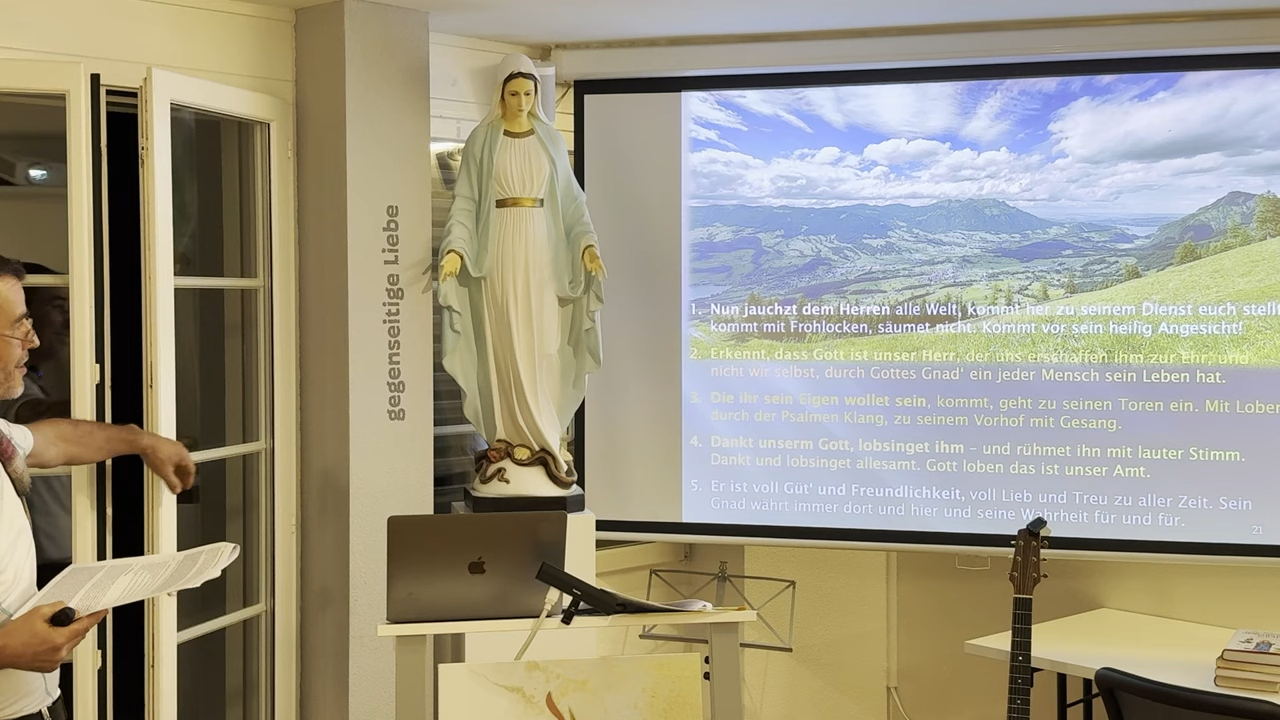 gegenseitige Liebe
1. Nun jauchzt dem Herren alle Welt, kommt her zu seinem Dienst euch stellt
kommt mit Frohlocken, säumet nicht. Kommt vor sein heilig Angesicht!
2. Erkennt, dass Gott ist unser Herr, der uns erschaffen ihm zur Ehr, und
nicht wir selbst, durch Gottes Gnad' ein jeder Mensch sein Leben hat.
3. Die ihr sein Eigen wollet sein, kommt, geht zu seinen Toren ein. Mit Loben
durch der Psalmen Klang, zu seinem Vorhof mit Gesang.
4. Dankt unserm Gott, lobsinget ihm – und rühmet ihn mit lauter Stimm.
Dankt und lobsinget allesamt. Gott loben das ist unser Amt.
5. Er ist voll Güt' und Freundlichkeit, voll Lieb und Treu zu aller Zeit. Sein
Gnad währt immer dort und hier und seine Wahrheit für und für.
21